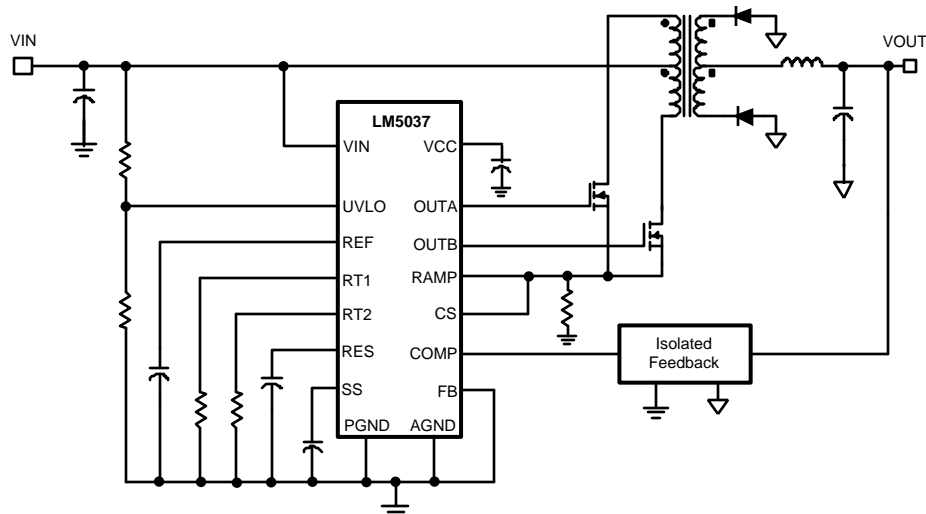 VIN
VOUT
LM5037
VIN
VCC
UVLO
OUTA
REF
OUTB
RT1
RAMP
RT2
CS
RES
COMP
SS
FB
PGND
AGND
Isolated
Feedback